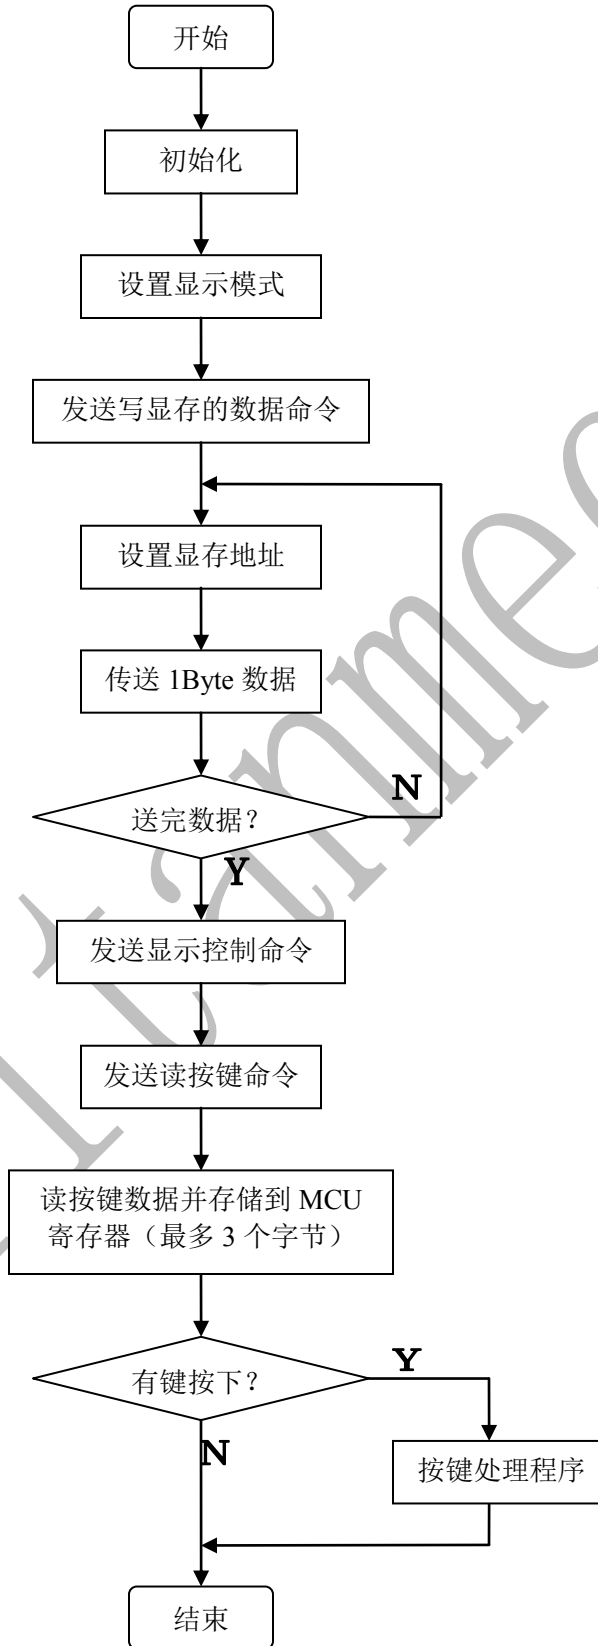 开始
初始化
设置显示模式
发送写显存的数据命令
设置显存地址
传送 1Byte 数据
送完数据？
N
Y
发送显示控制命令
发送读按键命令
读按键数据并存储到 MCU
寄存器（最多 3 个字节）
有键按下？
Y
N
按键处理程序
结束